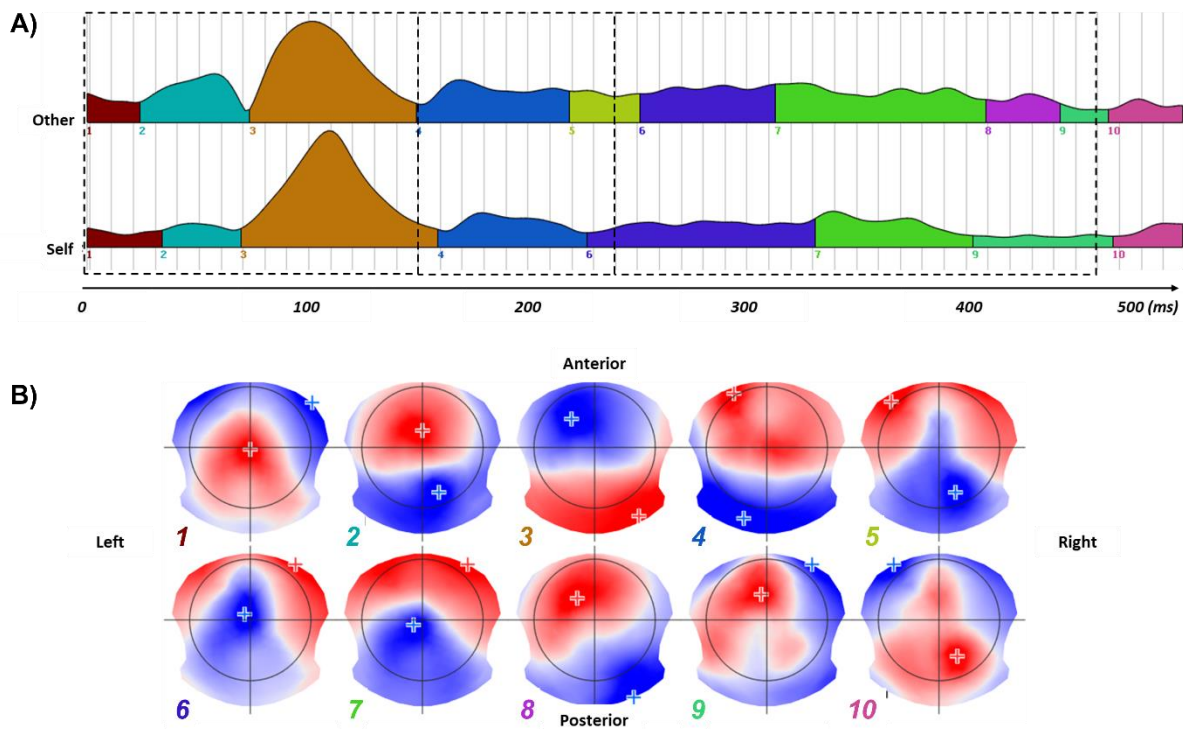 A)
Other
1 2 3 4 5 6 7 8 9 10
Self
1 2 3 4 6 7 9 10
0 100 200 300 400 500 (ms)
B)
Anterior
Left
Right
1 2 3 4 5
6 7 8 9 10
Posterior